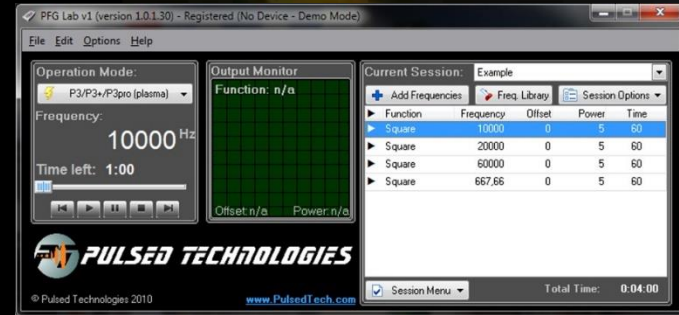 PFG Lab v1 (version 1.0.1.30) - Registered (No Device - Demo Mode)
File Edit Options Help
Operation Mode:
P3/P3+/P3pro (plasma)
Frequency:
10000 Hz
Time left: 1:00
Output Monitor
Function: n/a
Offset:n/a Power:n/a
PULSED TECHNOLOGIES
© Pulsed Technologies 2010 www.PulsedTech.com
Current Session: Example
Add Frequencies Freq. Library Session Options
Function Frequency Offset Power Time
Square 10000 0 5 60
Square 20000 0 5 60
Square 60000 0 5 60
Square 667,66 0 5 60
Session Menu Total Time: 0:04:00